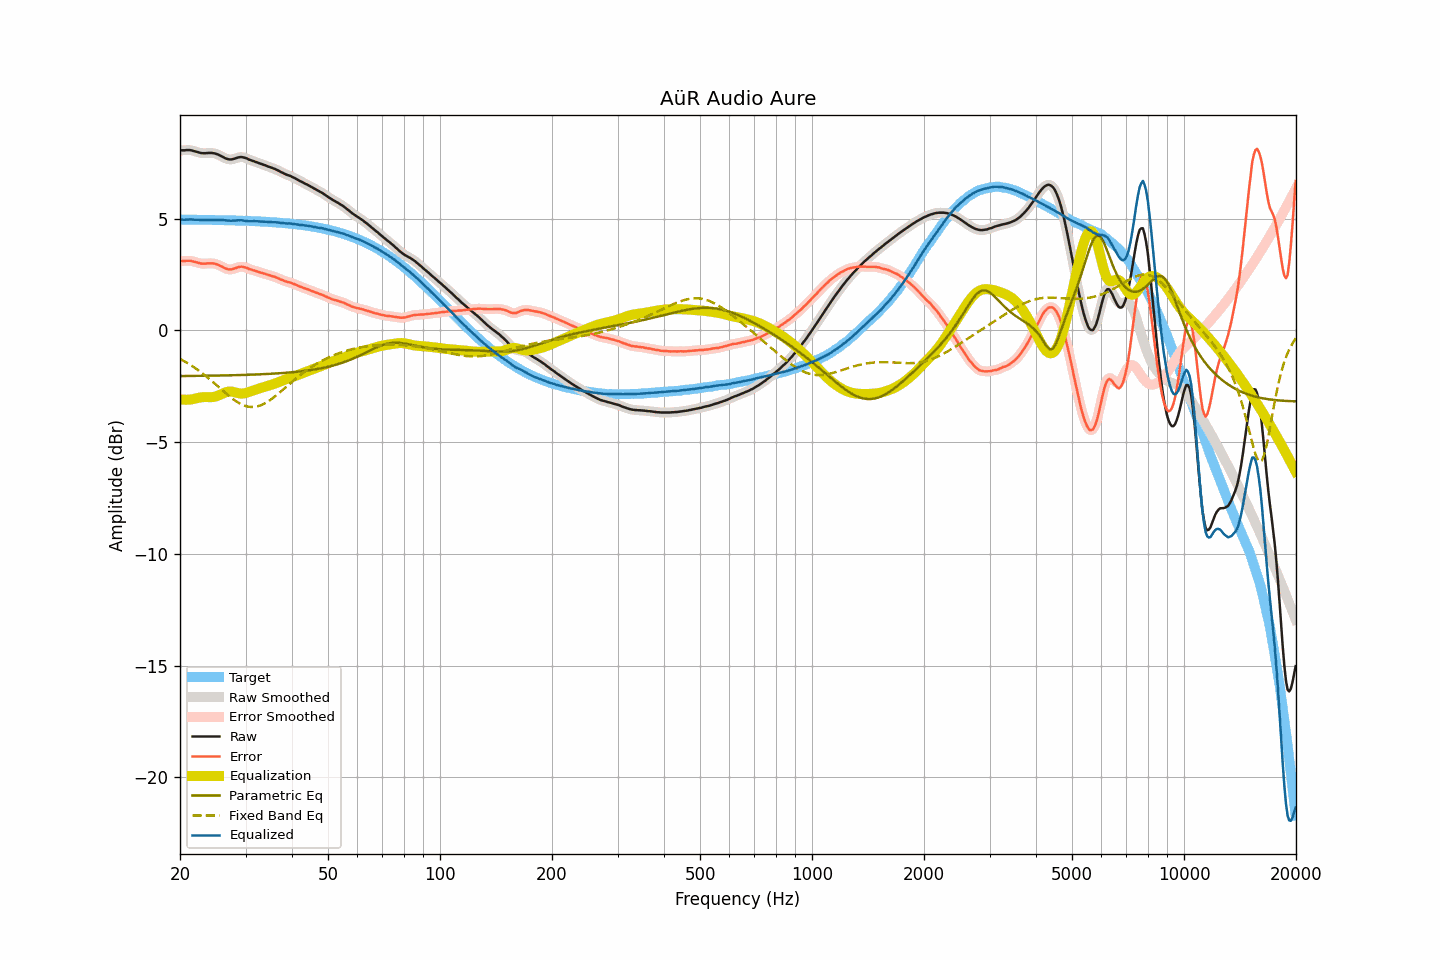 AüR Audio Aure
Amplitude (dBr)
5
0
−5
−10
−15
−20
Target
Raw Smoothed
Error Smoothed
Raw
Error
Equalization
Parametric Eq
Fixed Band Eq
Equalized
20 50 100 200 500 1000 2000 5000 10000 20000
Frequency (Hz)